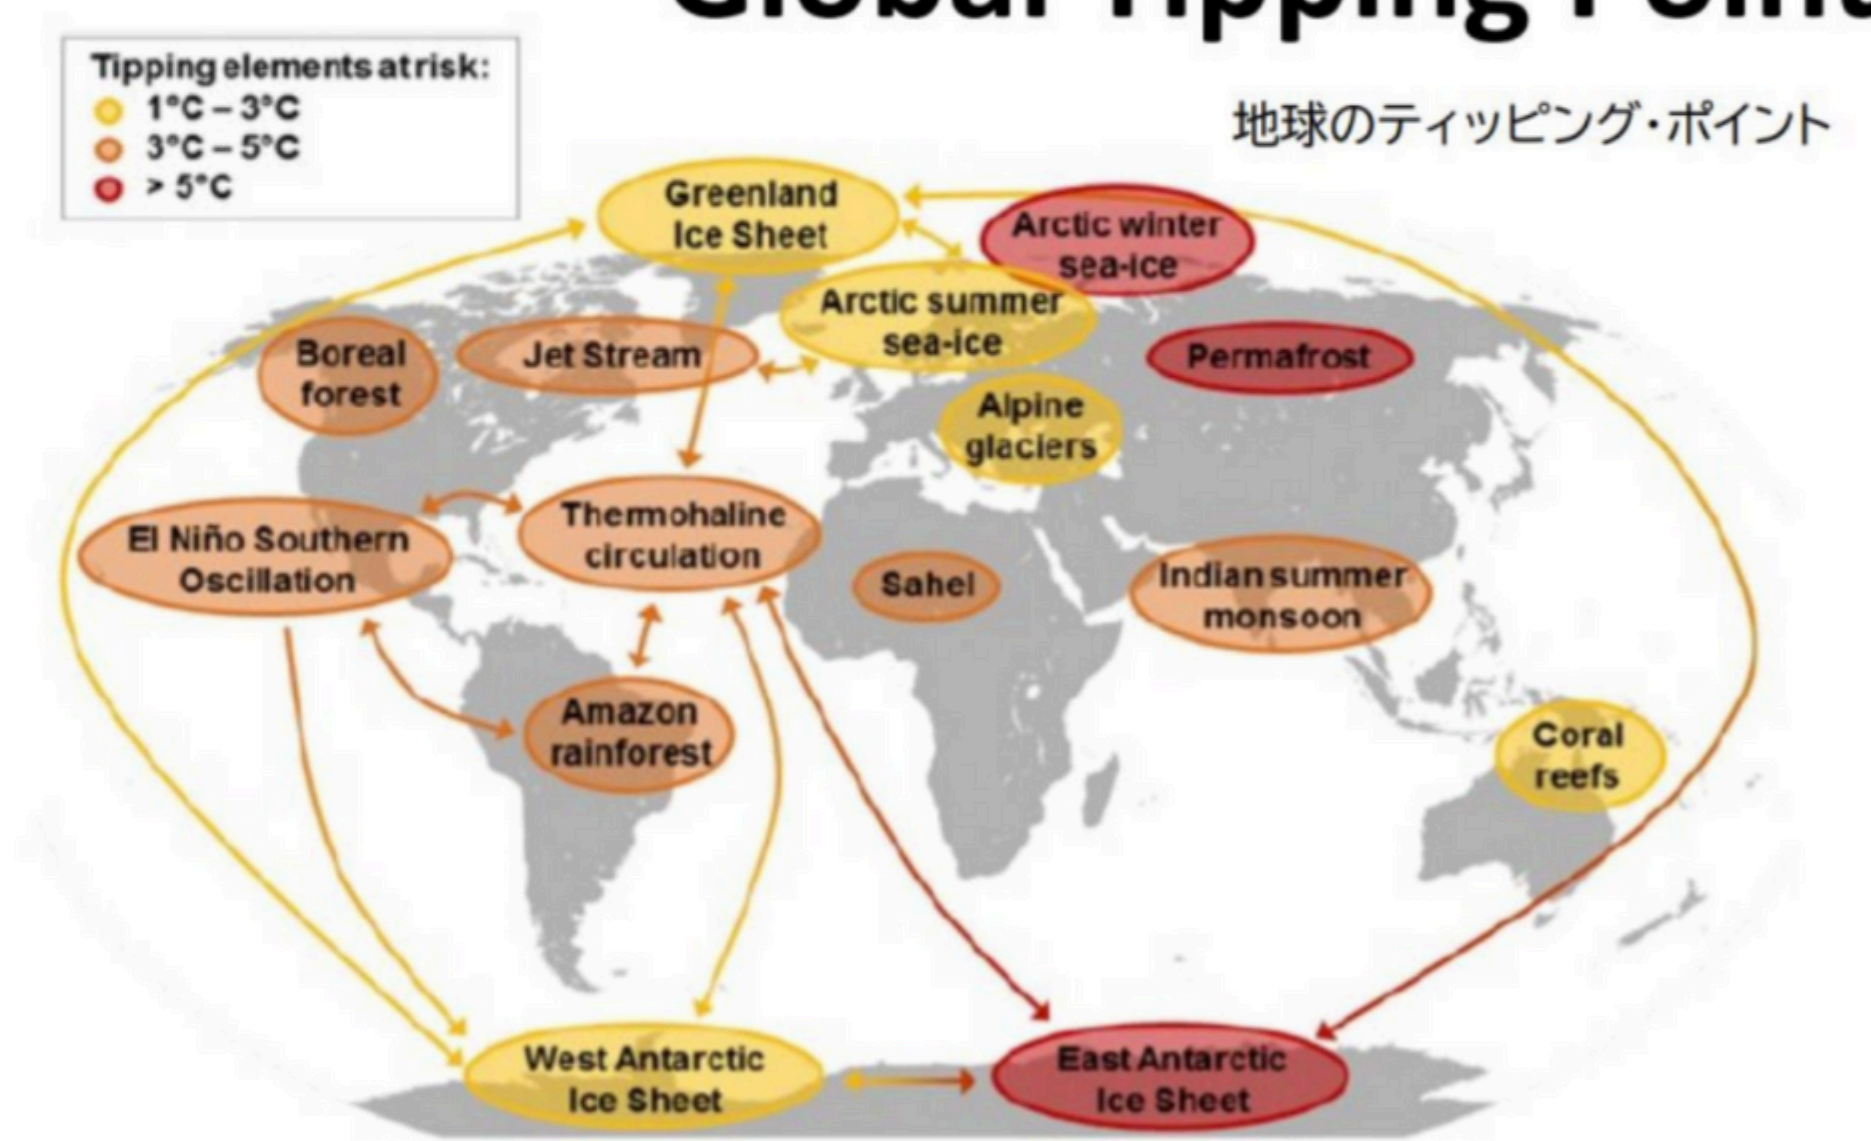 Global Tipping Point
Tipping elements at risk:
1°C – 3°C
3°C – 5°C
> 5°C
地球のティッピング・ポイント
Greenland
Ice Sheet
Arctic winter
sea-ice
Arctic summer
sea-ice
Boreal
forest
Jet Stream
Permafrost
Alpine
glaciers
El Niño Southern
Oscillation
Thermohaline
circulation
Sahel
Indian summer
monsoon
Amazon
rainforest
Coral
reefs
West Antarctic
Ice Sheet
East Antarctic
Ice Sheet